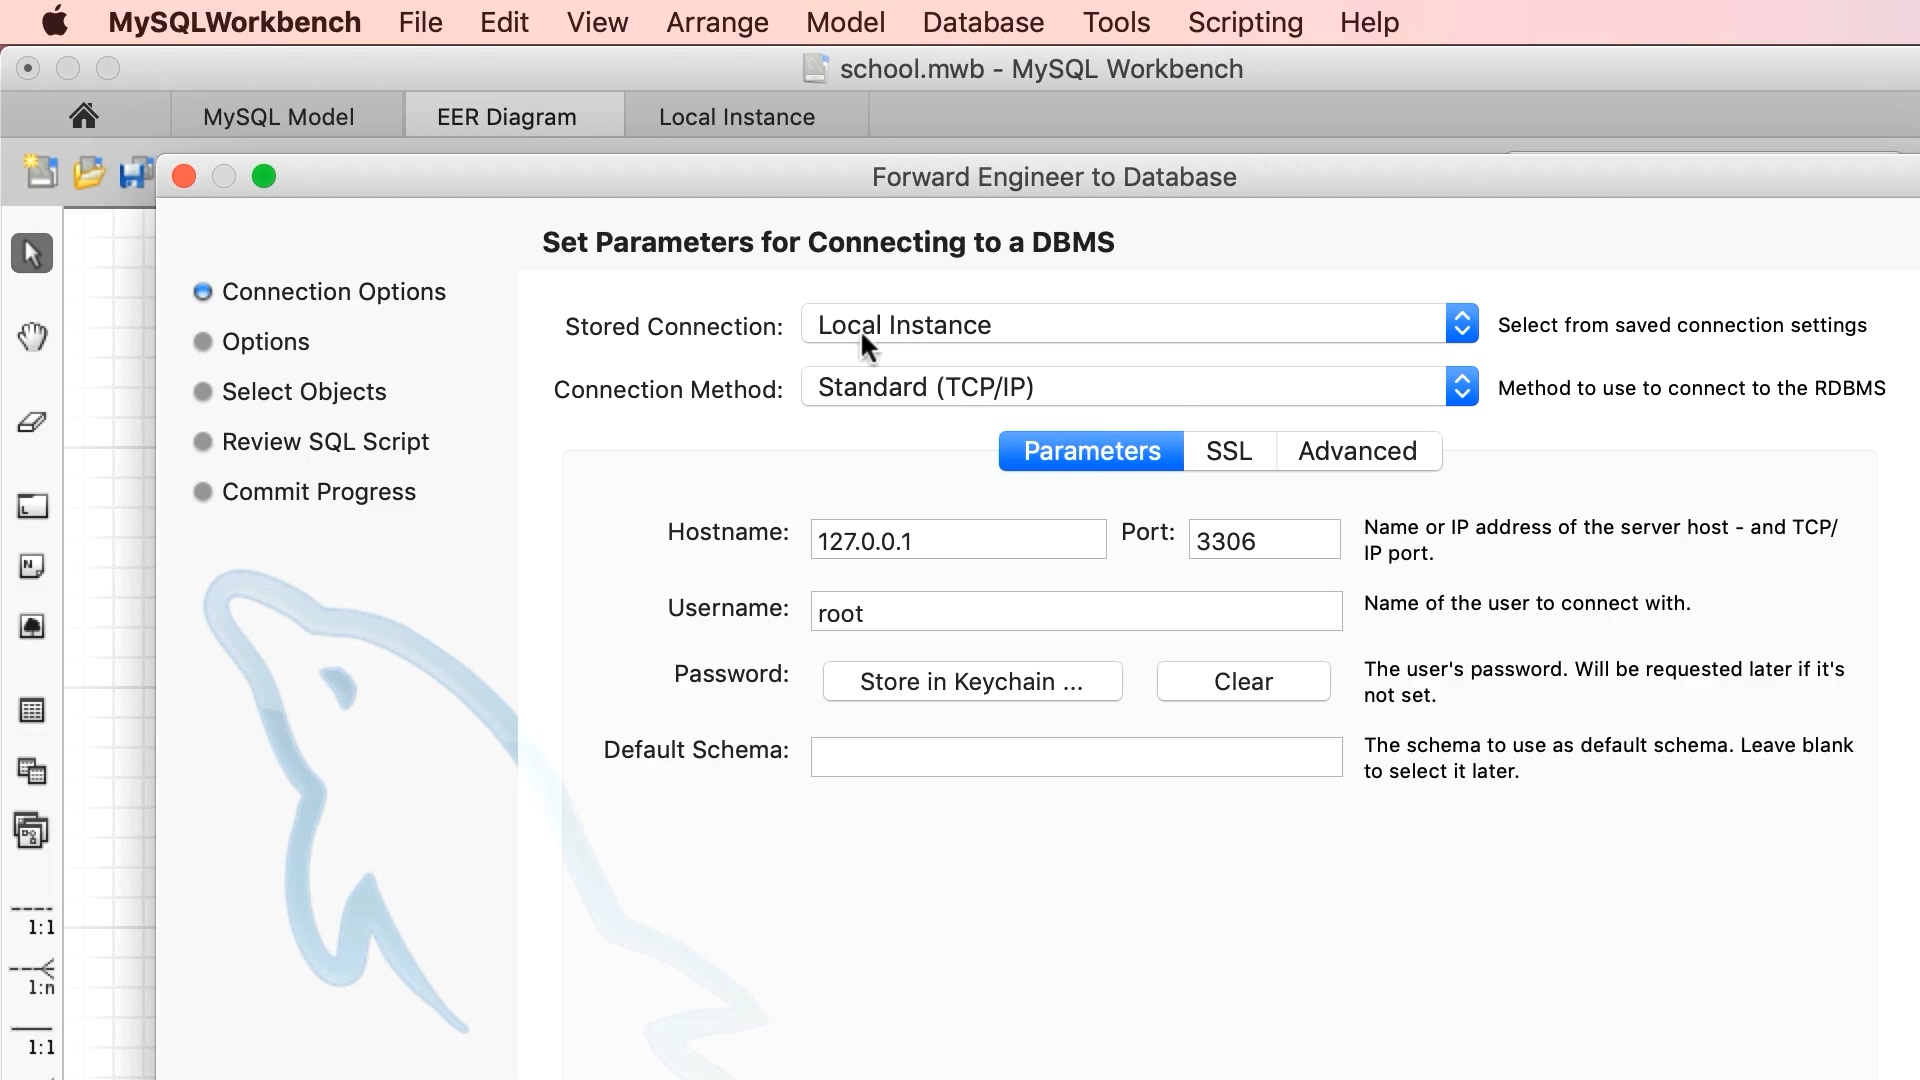 MySQLWorkbench File Edit View Arrange Model Database Tools Scripting Help
school.mwb - MySQL Workbench
MySQL Model EER Diagram Local Instance
Forward Engineer to Database
Set Parameters for Connecting to a DBMS
Connection Options
Options
Select Objects
Review SQL Script
Commit Progress
Stored Connection: Local Instance Select from saved connection settings
Connection Method: Standard (TCP/IP) Method to use to connect to the RDBMS
Parameters SSL Advanced
Hostname: 127.0.0.1 Port: 3306 Name or IP address of the server host - and TCP/
IP port.
Username: root Name of the user to connect with.
Password: Store in Keychain ... Clear The user's password. Will be requested later if it's
not set.
Default Schema: The schema to use as default schema. Leave blank
to select it later.
L
N
1:1
1:n
1:1